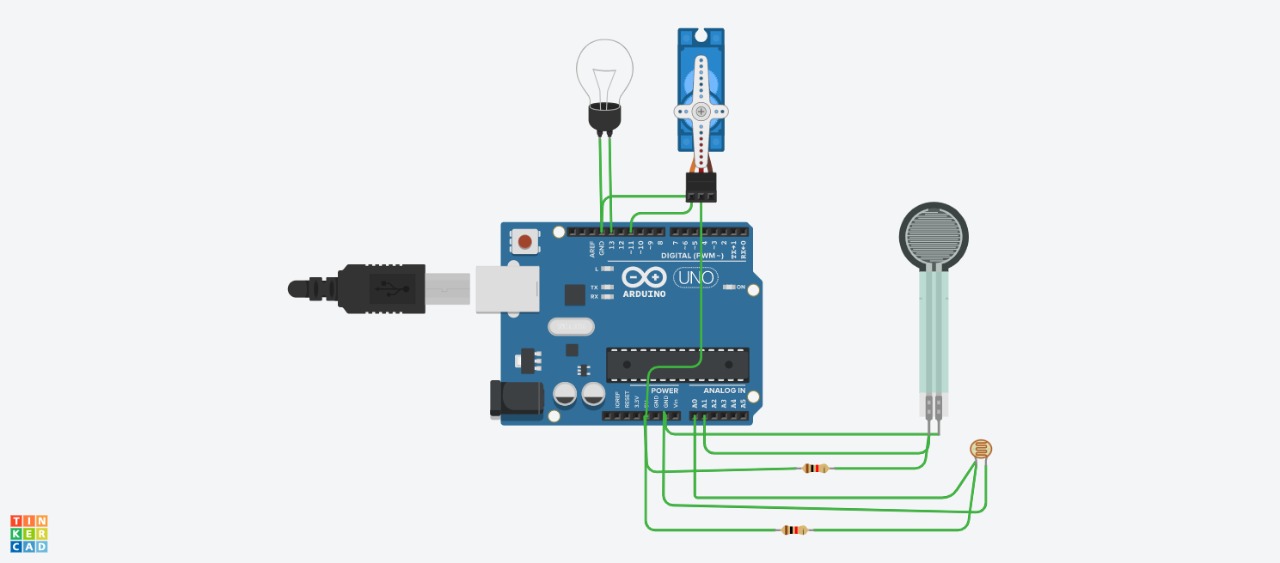 AREF
GND
13
12
~11
~10
~9
8
7
~6
~5
4
~3
2
TX→1
RX←0
DIGITAL (PWM~)
L
TX
RX
ARDUINO
UNO
ON
IOREF
RESET
3.3V
GND
GND
Vin
POWER
ANALOG IN
A0
A1
A2
A3
A4
A5
TIN
KER
CAD